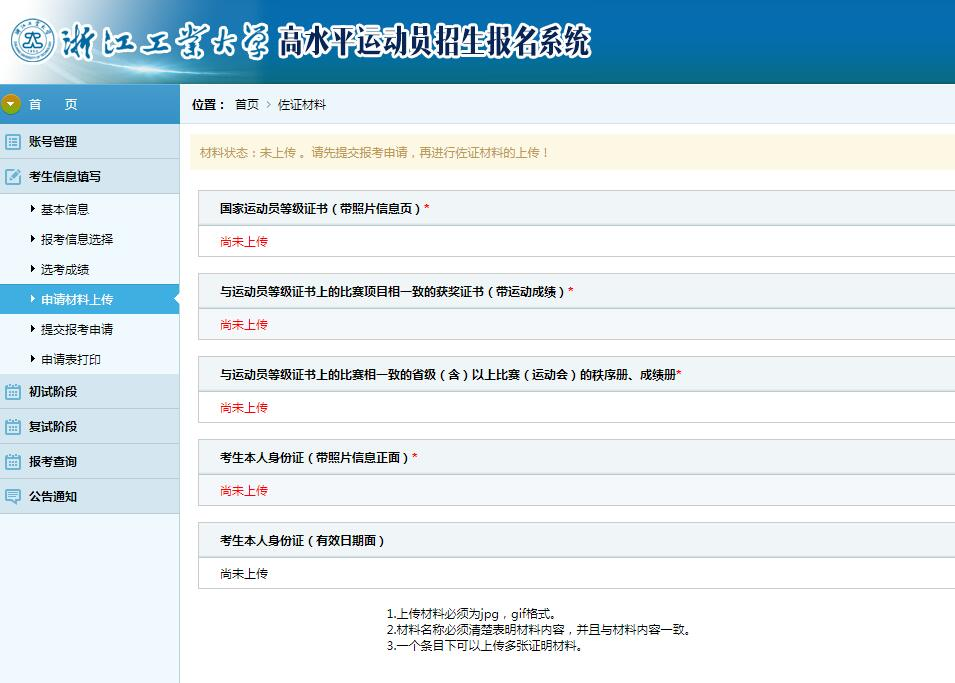 浙江工业大学 高水平运动员招生报名系统
首 页
位置： 首页 > 佐证材料
账号管理
考生信息填写
基本信息
报考信息选择
选考成绩
申请材料上传
提交报考申请
申请表打印
初试阶段
复试阶段
报考查询
公告通知
材料状态：未上传 。请先提交报考申请，再进行佐证材料的上传！
国家运动员等级证书（带照片信息页）*
尚未上传
与运动员等级证书上的比赛项目相一致的获奖证书（带运动成绩）*
尚未上传
与运动员等级证书上的比赛相一致的省级（含）以上比赛（运动会）的秩序册、成绩册*
尚未上传
考生本人身份证（带照片信息正面）*
尚未上传
考生本人身份证（有效日期面）
尚未上传
1.上传材料必须为jpg，gif格式。
2.材料名称必须清楚表明材料内容，并且与材料内容一致。
3.一个条目下可以上传多张证明材料。